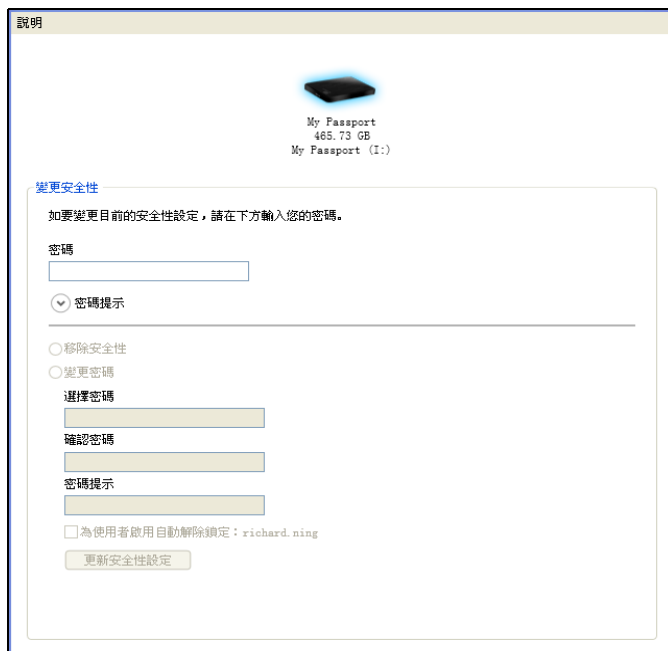 說明
My Passport
465.73 GB
My Passport (I:)
變更安全性
如要變更目前的安全性設定，請在下方輸入您的密碼。
密碼
密碼提示
移除安全性
變更密碼
選擇密碼
確認密碼
密碼提示
為使用者啟用自動解除鎖定：richard.ning
更新安全性設定